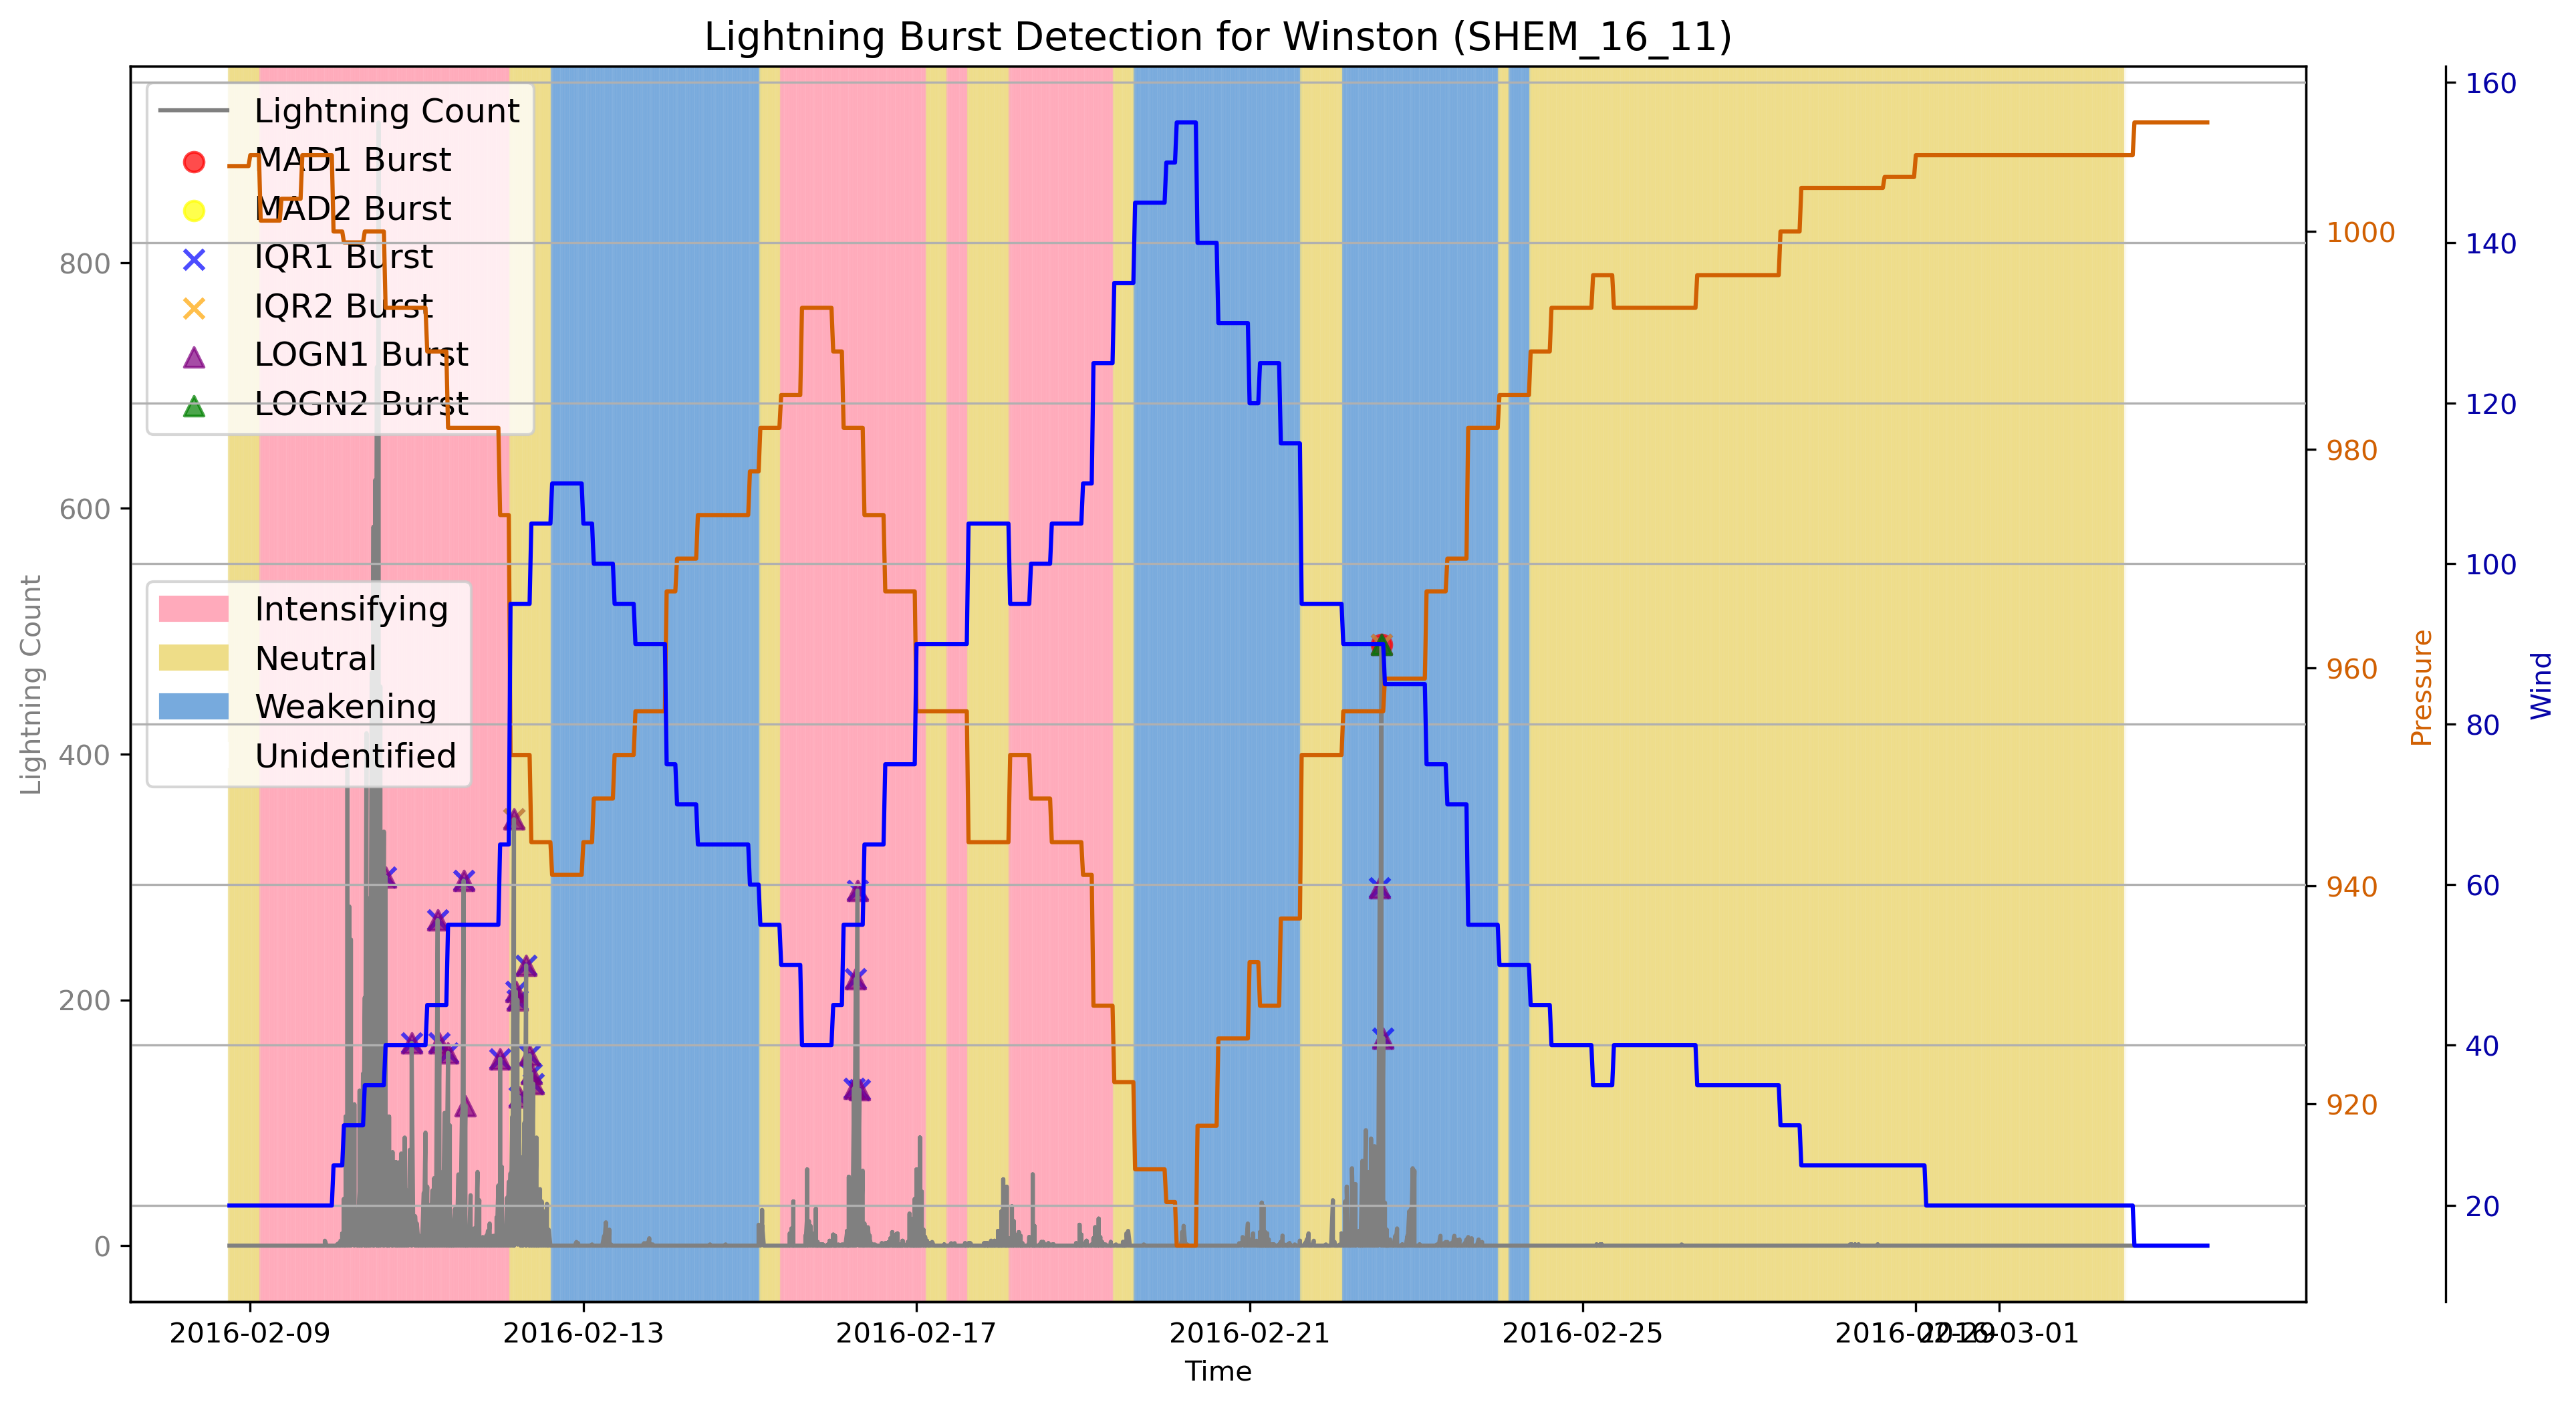 Lightning Burst Detection for Winston (SHEM_16_11)
Lightning Count
MAD1 Burst
MAD2 Burst
IQR1 Burst
IQR2 Burst
LOGN1 Burst
LOGN2 Burst
Intensifying
Neutral
Weakening
Unidentified
Lightning Count
800
600
400
200
0
1000
980
960
940
920
Pressure
160
140
120
100
80
60
40
20
Wind
2016-02-09 2016-02-13 2016-02-17 2016-02-21 2016-02-25 2016-02-29 2016-03-01
Time